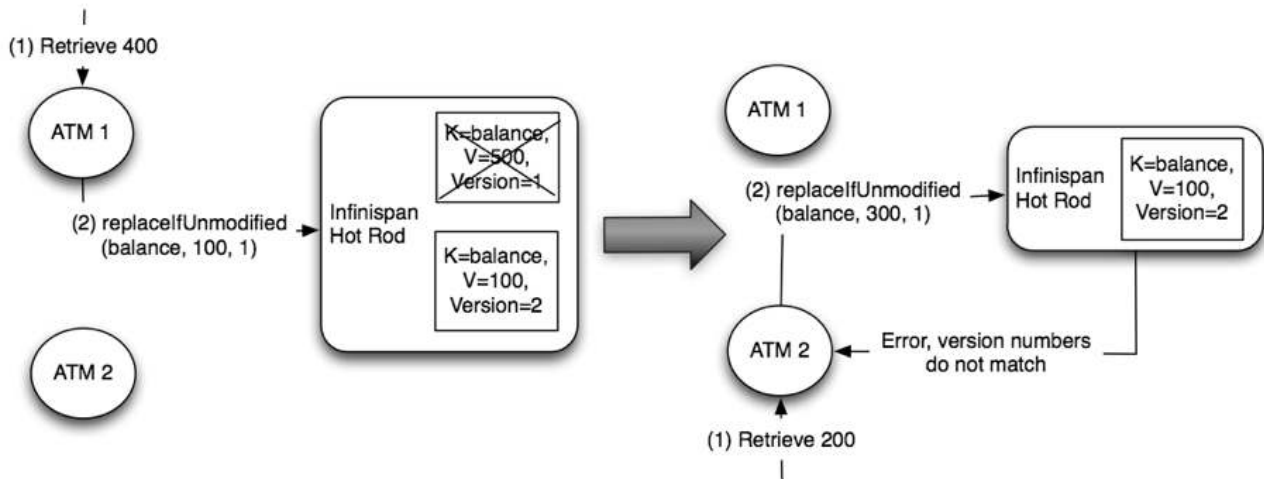 (1) Retrieve 400
ATM 1
(2) replaceIfUnmodified
(balance, 100, 1)
ATM 2
Infinispan
Hot Rod
K=balance,
V=500,
Version=1
K=balance,
V=100,
Version=2
ATM 1
(2) replaceIfUnmodified
(balance, 300, 1)
Infinispan
Hot Rod
K=balance,
V=100,
Version=2
ATM 2
Error, version numbers
do not match
(1) Retrieve 200